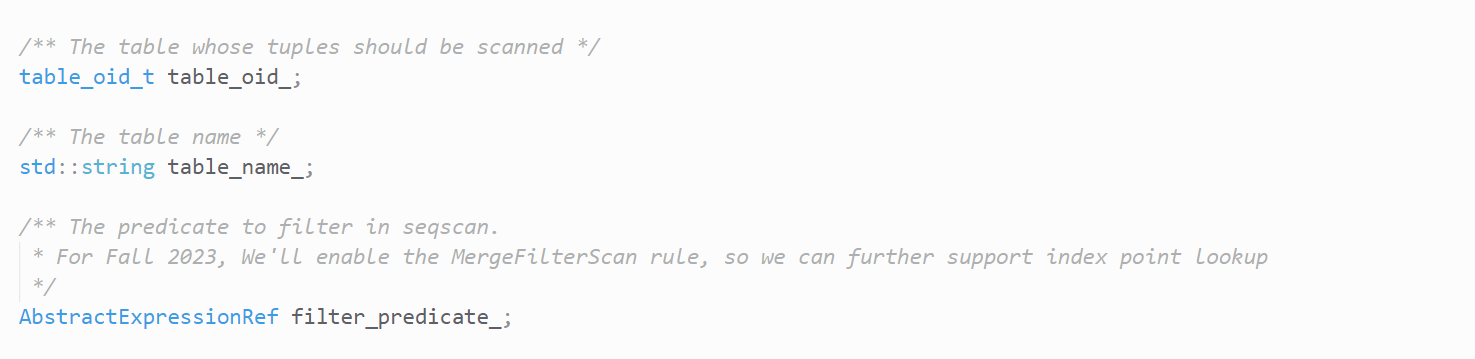 /** The table whose tuples should be scanned */
table_oid_t table_oid_;
/** The table name */
std::string table_name_;
/** The predicate to filter in seqscan.
* For Fall 2023, We'll enable the MergeFilterScan rule, so we can further support index point lookup
*/
AbstractExpressionRef filter_predicate_;